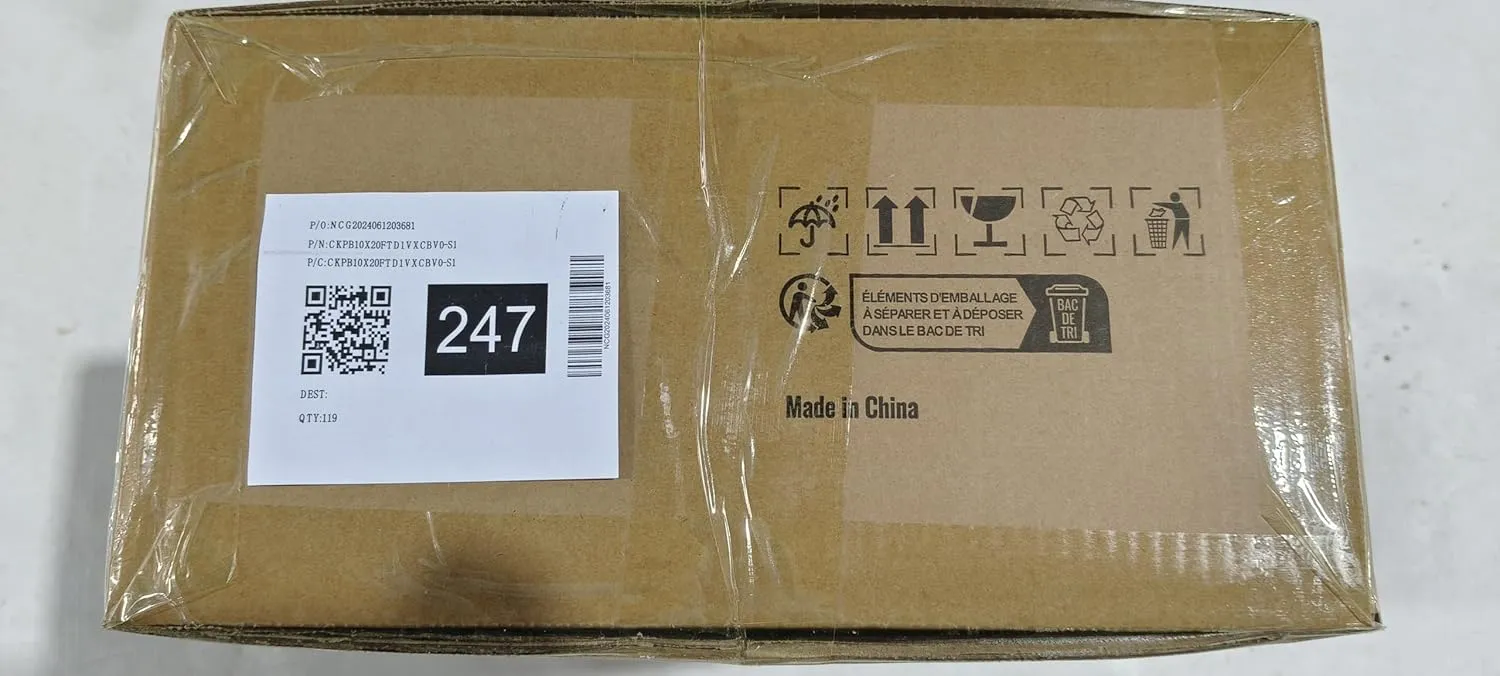 P/O:NCG2024061203681
P/N:CKPB10X20FTD1VXCBV0-S1
P/C:CKPB10X20FTD1VXCBV0-S1
247
NCG2024061203681
DEST:
QTY:119
ÉLÉMENTS D'EMBALLAGE
À SÉPARER ET À DÉPOSER
DANS LE BAC DE TRI
BAC
DE
TRI
Made in China